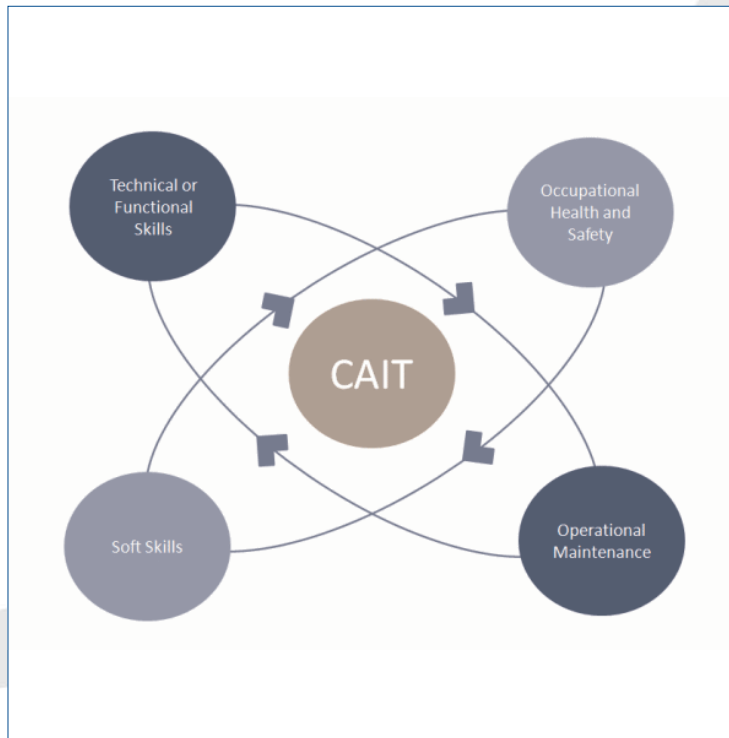 Technical or
Functional
Skills
Occupational
Health and
Safety
CAIT
Soft Skills
Operational
Maintenance